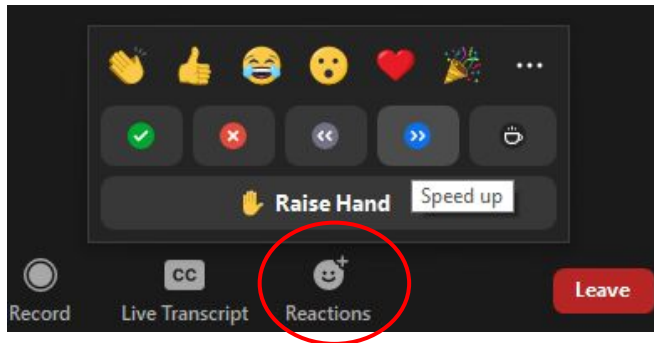 Raise Hand
Speed up
CC
Record
Live Transcript
Reactions
Leave